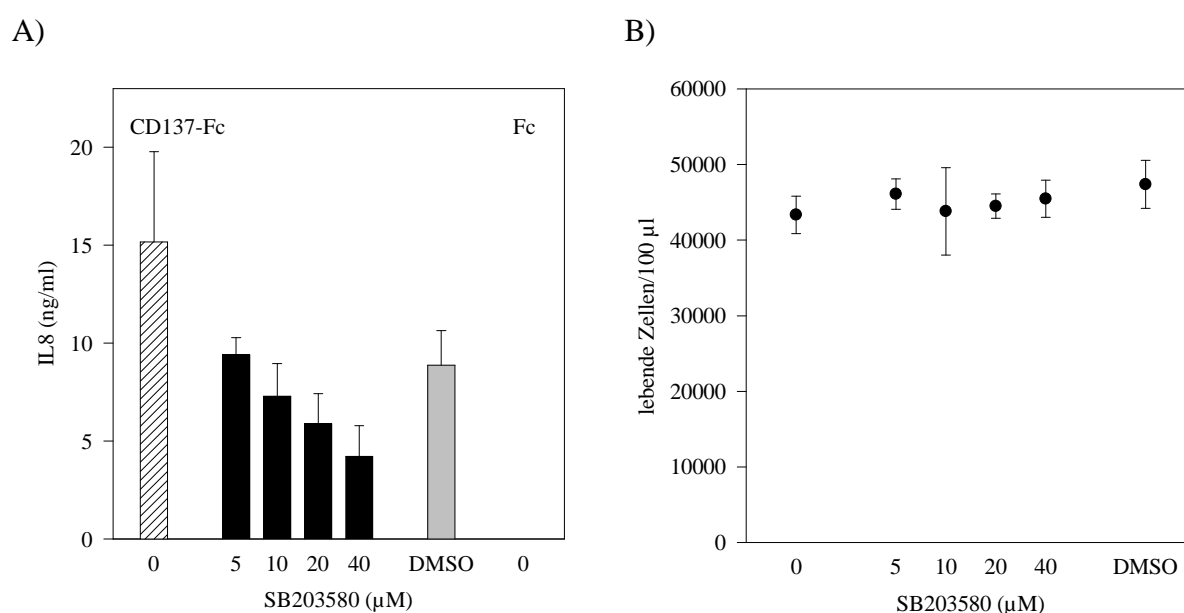 A)
CD137-Fc
Fc
20
15
10
5
0
IL8 (ng/ml)
0 5 10 20 40 DMSO 0
SB203580 (µM)
B)
60000
50000
40000
30000
20000
10000
0
lebende Zellen/100 µl
0 5 10 20 40 DMSO
SB203580 (µM)